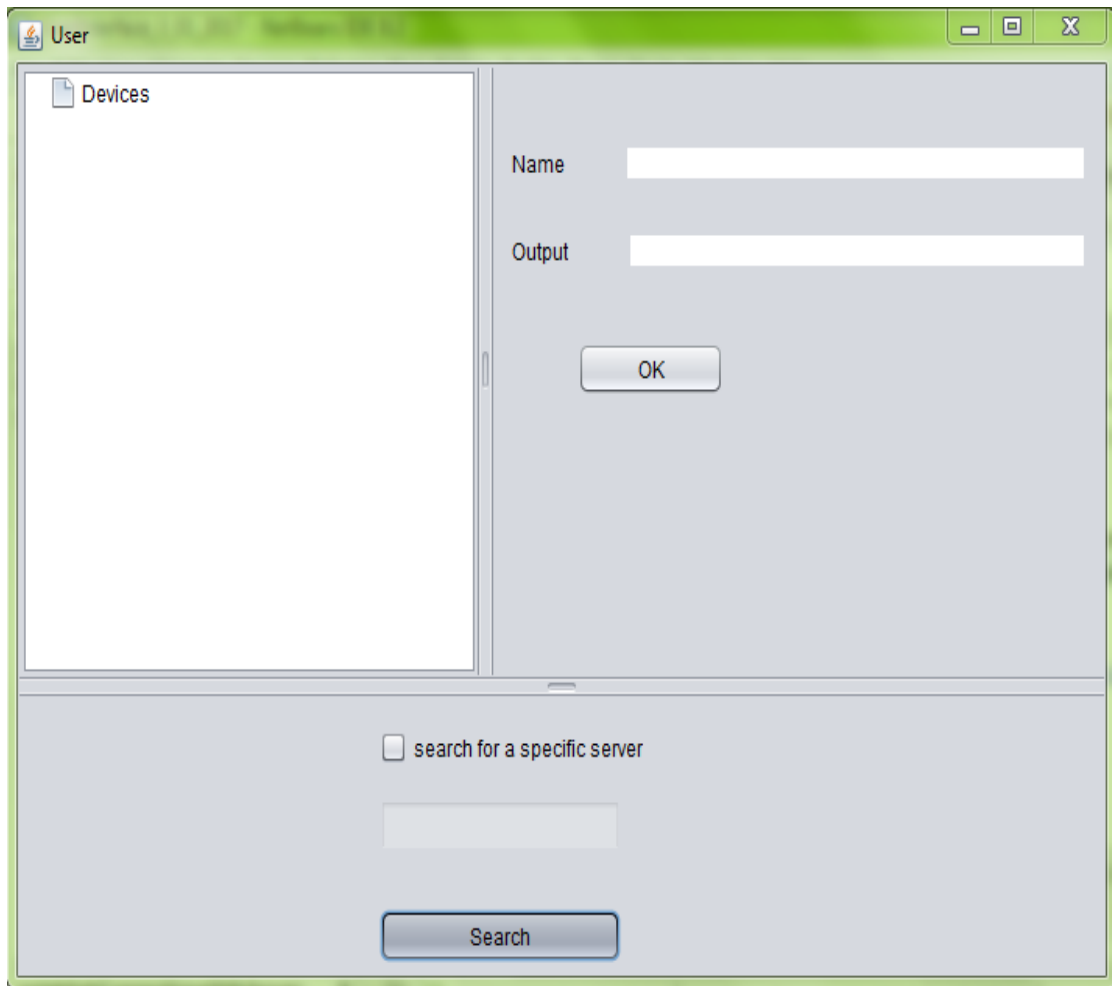 User
Devices
Name
Output
OK
search for a specific server
Search